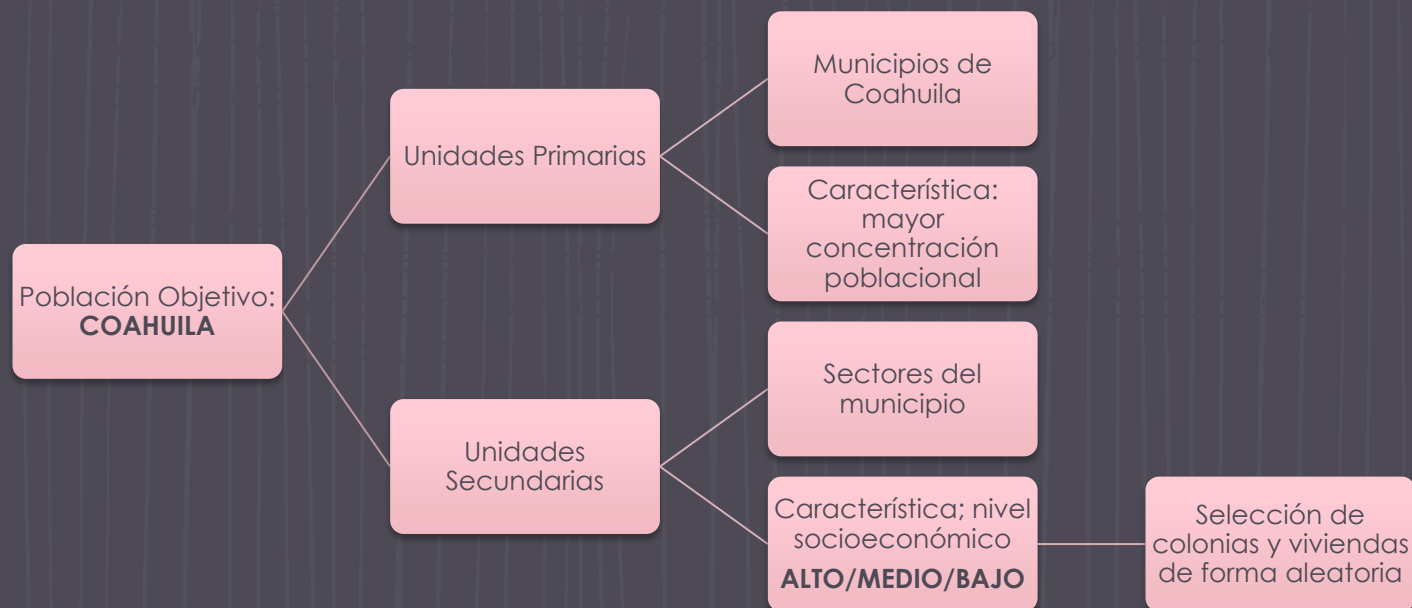 Población Objetivo:
COAHUILA
Unidades Primarias
Municipios de
Coahuila
Característica:
mayor
concentración
poblacional
Unidades
Secundarias
Sectores del
municipio
Característica; nivel
socioeconómico
ALTO/MEDIO/BAJO
Selección de
colonias y viviendas
de forma aleatoria